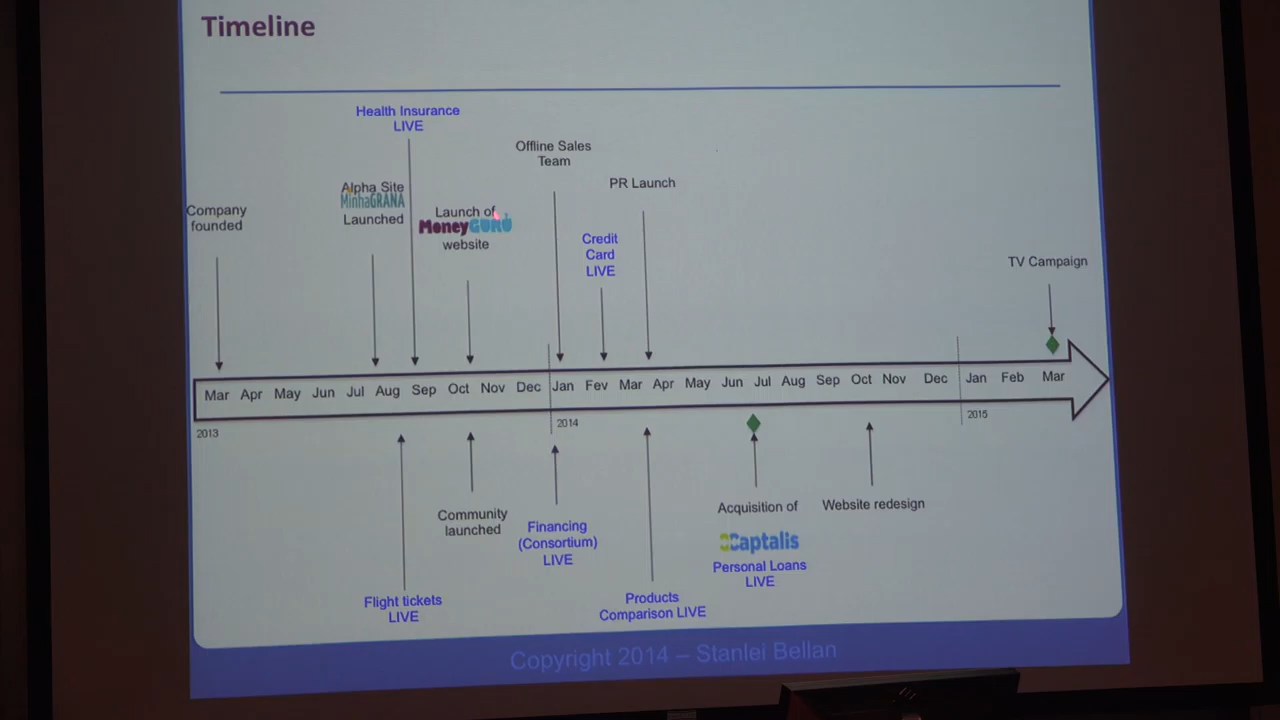 Timeline
Health Insurance
LIVE
Offline Sales
Team
PR Launch
Alpha Site
MinhaGRANA
Launched
Company
founded
Launch of
MoneyGURU
website
Credit
Card
LIVE
TV Campaign
Mar Apr May Jun Jul Aug Sep Oct Nov Dec Jan Fev Mar Apr May Jun Jul Aug Sep Oct Nov Dec Jan Feb Mar
2013
2014
2015
Community
launched
Financing
(Consortium)
LIVE
Acquisition of
Captalis
Personal Loans
LIVE
Website redesign
Flight tickets
LIVE
Products
Comparison LIVE
Copyright 2014 – Stanlei Bellan